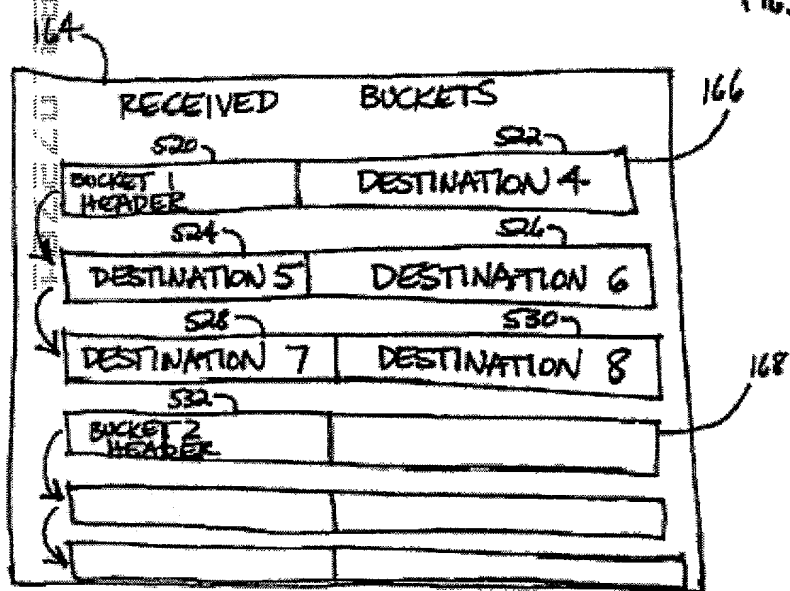 FIG.
164
RECEIVED BUCKETS
166
520 522
BUCKET 1 DESTINATION 4
HEADER
524 526
DESTINATION 5 DESTINATION 6
528 530
DESTINATION 7 DESTINATION 8
168
532
BUCKET 2
HEADER